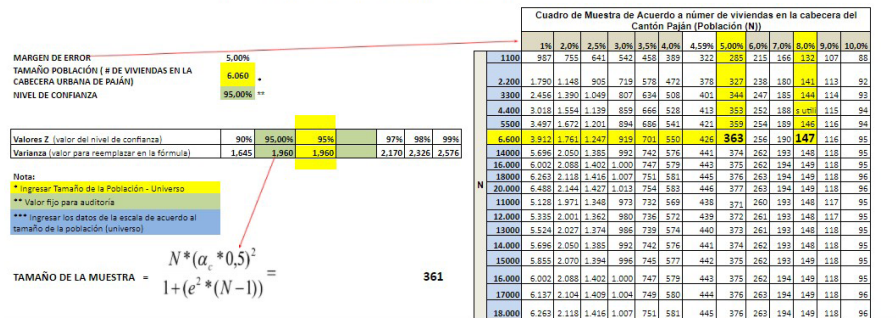 Cuadro de Muestra de Acuerdo a númer de viviendas en la cabecera del
Cantón Paján (Población (N))
1% 2,0% 2,5% 3,0% 3,5% 4,0% 4,59% 5,00% 6,0% 7,0% 8,0% 9,0% 10,0%
MARGEN DE ERROR 5,00%
TAMAÑO POBLACIÓN ( # DE VIVIENDAS EN LA
CABECERA URBANA DE PAJÁN) 6.060 *
NIVEL DE CONFIANZA 95,00% **
Valores Z (valor del nivel de confianza) 90% 95,00% 95% 97% 98% 99%
Varianza (valor para reemplazar en la fórmula) 1,645 1,960 1,960 2,170 2,326 2,576
Nota:
* Ingresar Tamaño de la Población - Universo
** Valor fijo para auditoría
*** Ingresar los datos de la escala de acuerdo al
tamaño de la población (universo)
TAMAÑO DE LA MUESTRA = N*(α_c *0,5)^2 / 1+(e^2 *(N−1)) = 361
N
1100 987 755 641 542 458 389 322 285 215 166 132 107 88
2.200 1.790 1.148 905 719 578 472 378 327 238 180 141 113 92
3300 2.456 1.390 1.049 807 634 508 401 344 247 185 144 114 93
4.400 3.018 1.554 1.139 859 666 528 413 353 252 188 s utili 115 94
5500 3.497 1.672 1.201 894 686 541 421 359 254 189 146 116 94
6.600 3.912 1.761 1.247 919 701 550 426 363 256 190 147 116 95
14000 5.696 2.050 1.385 992 742 576 441 374 262 193 148 118 95
16.000 6.002 2.088 1.402 1.000 747 579 443 375 262 194 149 118 95
18000 6.263 2.118 1.416 1.007 751 581 445 376 263 194 149 118 96
20.000 6.488 2.144 1.427 1.013 754 583 446 377 263 194 149 118 96
11000 5.128 1.971 1.348 973 732 569 438 371 260 193 148 117 95
12.000 5.335 2.001 1.362 980 736 572 439 372 261 193 148 117 95
13000 5.524 2.027 1.374 986 739 574 440 373 261 193 148 118 95
14.000 5.696 2.050 1.385 992 742 576 441 374 262 193 148 118 95
15000 5.855 2.070 1.394 996 745 577 442 375 262 193 149 118 95
16.000 6.002 2.088 1.402 1.000 747 579 443 375 262 194 149 118 95
17000 6.137 2.104 1.409 1.004 749 580 444 376 263 194 149 118 96
18.000 6.263 2.118 1.416 1.007 751 581 445 376 263 194 149 118 96